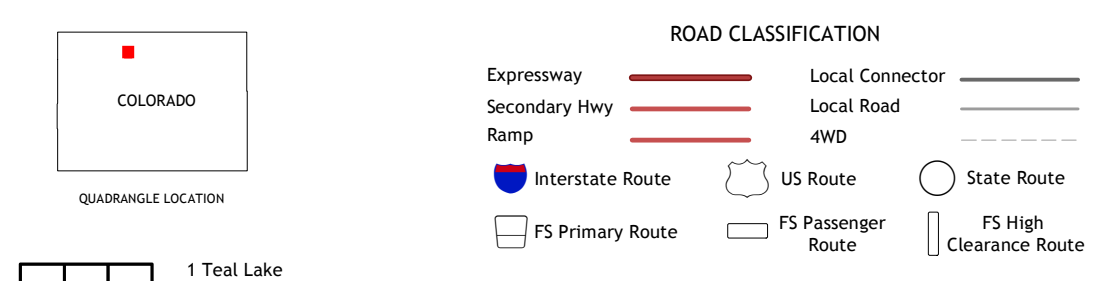 COLORADO
QUADRANGLE LOCATION
1 Teal Lake
ROAD CLASSIFICATION
Expressway
Local Connector
Secondary Hwy
Local Road
Ramp
4WD
Interstate Route
US Route
State Route
FS Primary Route
FS Passenger
Route
FS High
Clearance Route